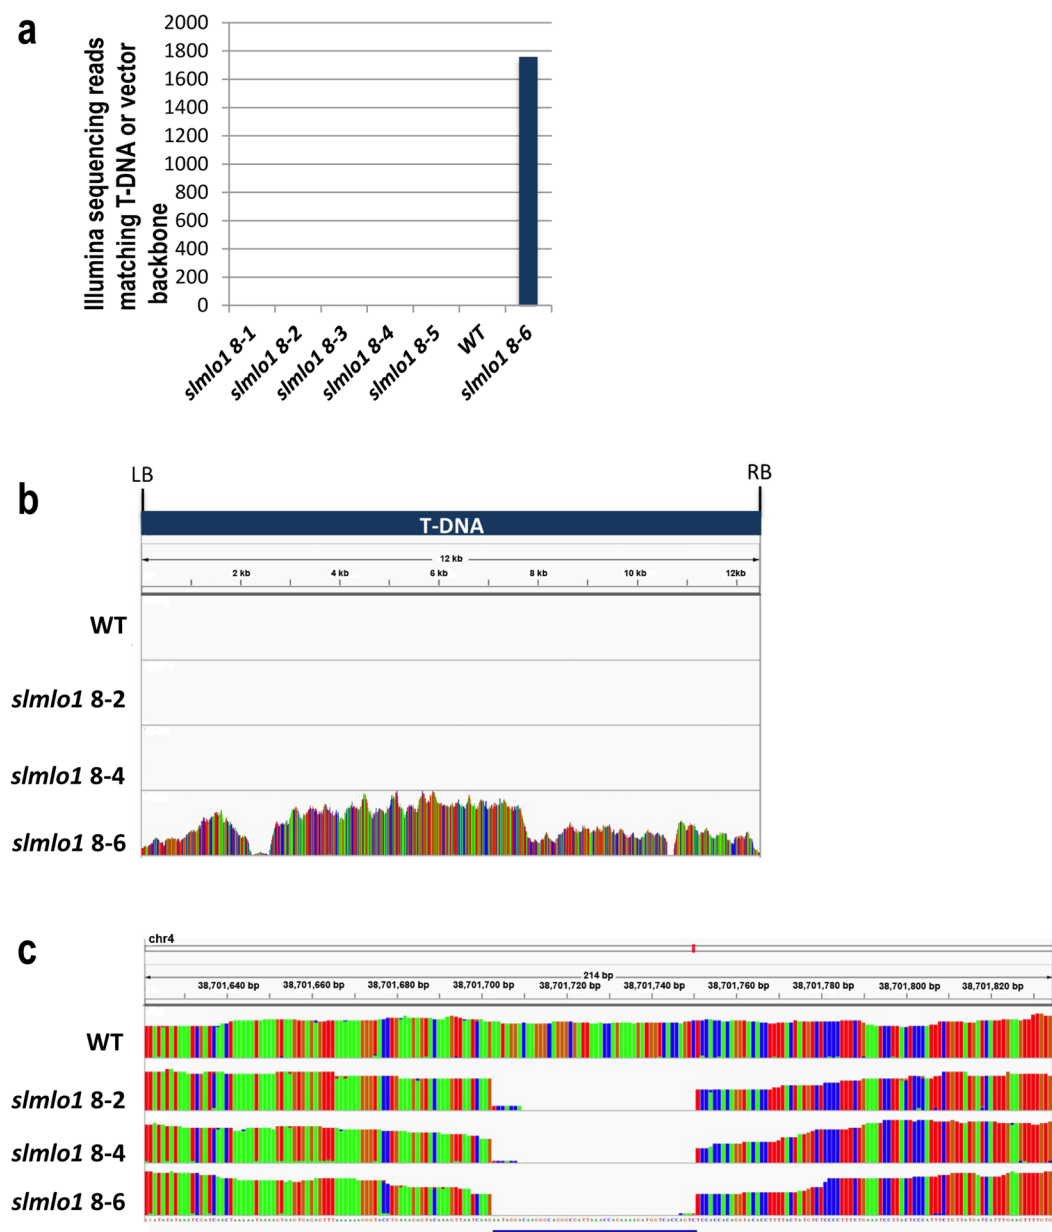 a
Illumina sequencing reads
matching T-DNA or vector
backbone
2000
1800
1600
1400
1200
1000
800
600
400
200
0
slmlo1 8-1
slmlo1 8-2
slmlo1 8-3
slmlo1 8-4
slmlo1 8-5
WT
slmlo1 8-6
b
LB
RB
T-DNA
12 kb
2 kb
4 kb
6 kb
8 kb
10 kb
12kb
WT
slmlo1 8-2
slmlo1 8-4
slmlo1 8-6
c
chr4
214 bp
38,701,640 bp
38,701,660 bp
38,701,680 bp
38,701,700 bp
38,701,720 bp
38,701,740 bp
38,701,760 bp
38,701,780 bp
38,701,800 bp
38,701,820 bp
WT
slmlo1 8-2
slmlo1 8-4
slmlo1 8-6